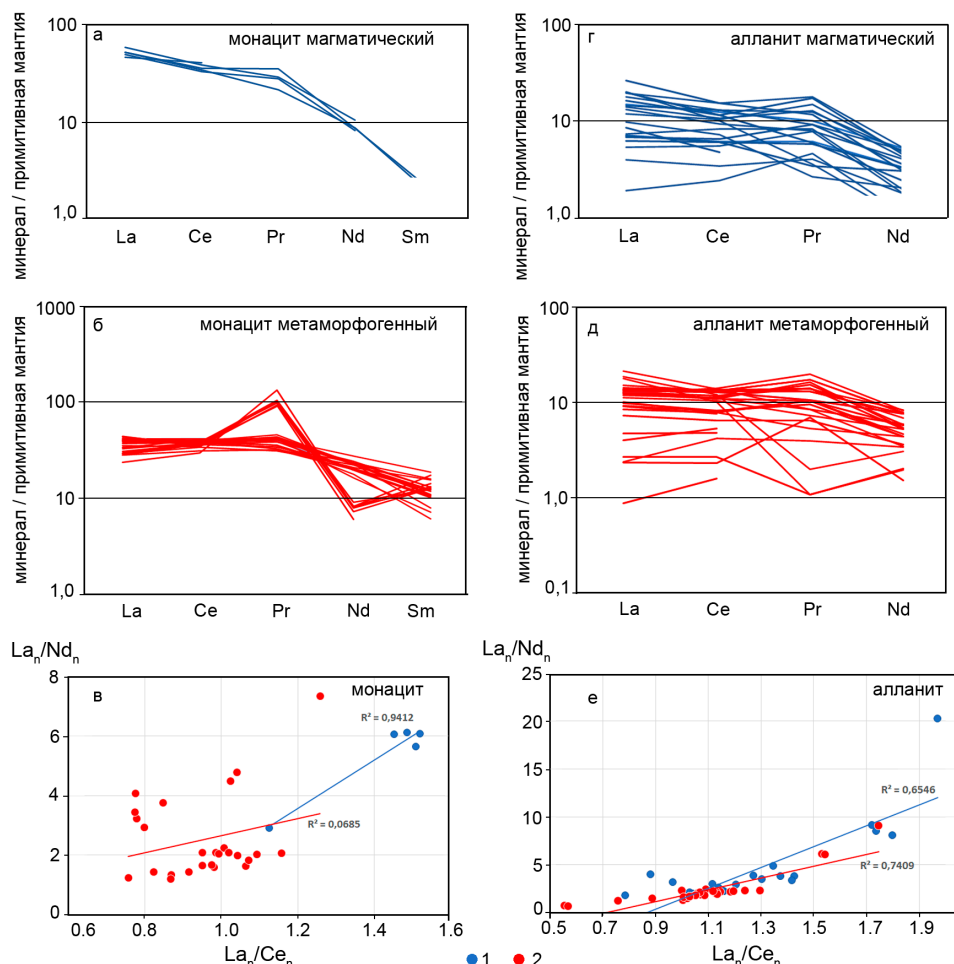 а
монацит магматический
100
10
1,0
La Ce Pr Nd Sm
минерал / примитивная мантия
г
алланит магматический
100
10
1,0
La Ce Pr Nd
минерал / примитивная мантия
б
монацит метаморфогенный
1000
100
10
1,0
La Ce Pr Nd Sm
минерал / примитивная мантия
д
алланит метаморфогенный
100
10
1,0
0,1
La Ce Pr Nd
минерал / примитивная мантия
Laₙ/Ndₙ
в
монацит
8
6
4
2
0
R² = 0,9412
R² = 0,0685
0.6 0.8 1.0 1.2 1.4 1.6
Laₙ/Ceₙ
Laₙ/Ndₙ
е
алланит
25
20
15
10
5
0
R² = 0,6546
R² = 0,7409
0.5 0.7 0.9 1.1 1.3 1.5 1.7 1.9
Laₙ/Ceₙ
1 2